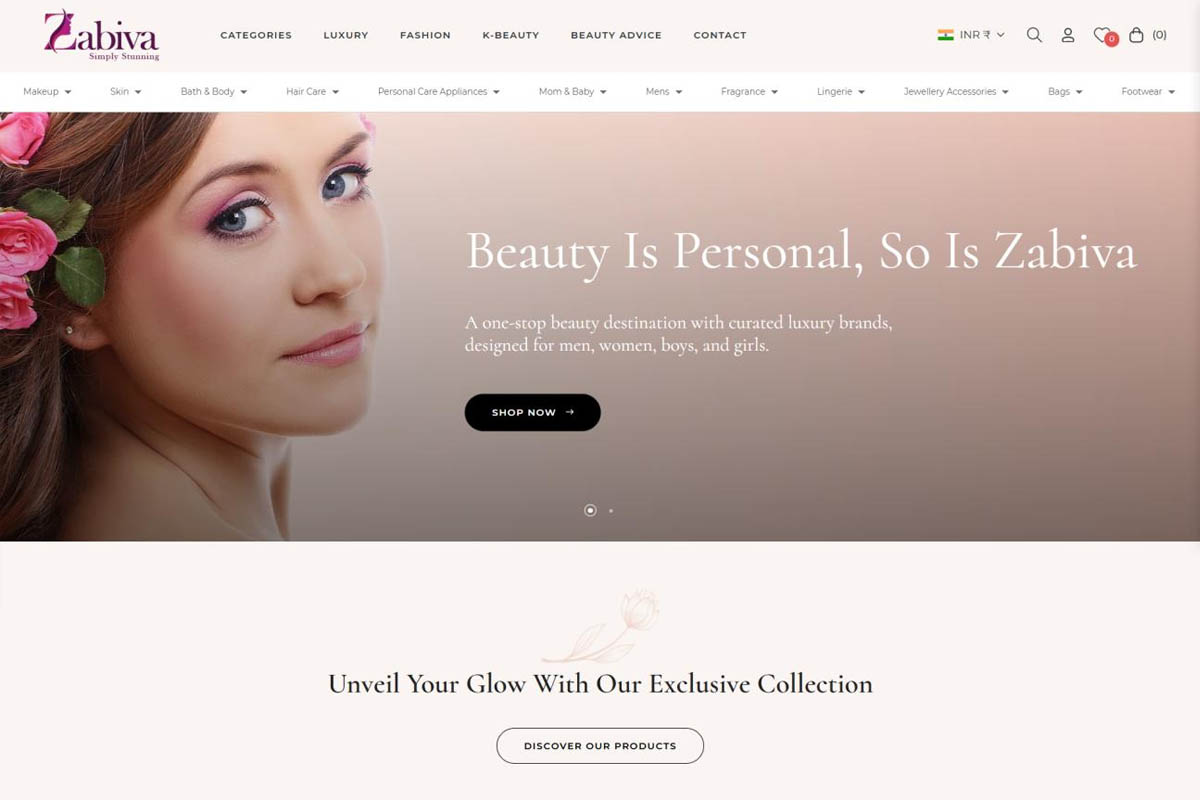 Zabiva
Simply Stunning
CATEGORIES
LUXURY
FASHION
K-BEAUTY
BEAUTY ADVICE
CONTACT
INR ₹
0
(0)
Makeup
Skin
Bath & Body
Hair Care
Personal Care Appliances
Mom & Baby
Mens
Fragrance
Lingerie
Jewellery Accessories
Bags
Footwear
Beauty Is Personal, So Is Zabiva
A one-stop beauty destination with curated luxury brands,
designed for men, women, boys, and girls.
SHOP NOW →
Unveil Your Glow With Our Exclusive Collection
DISCOVER OUR PRODUCTS